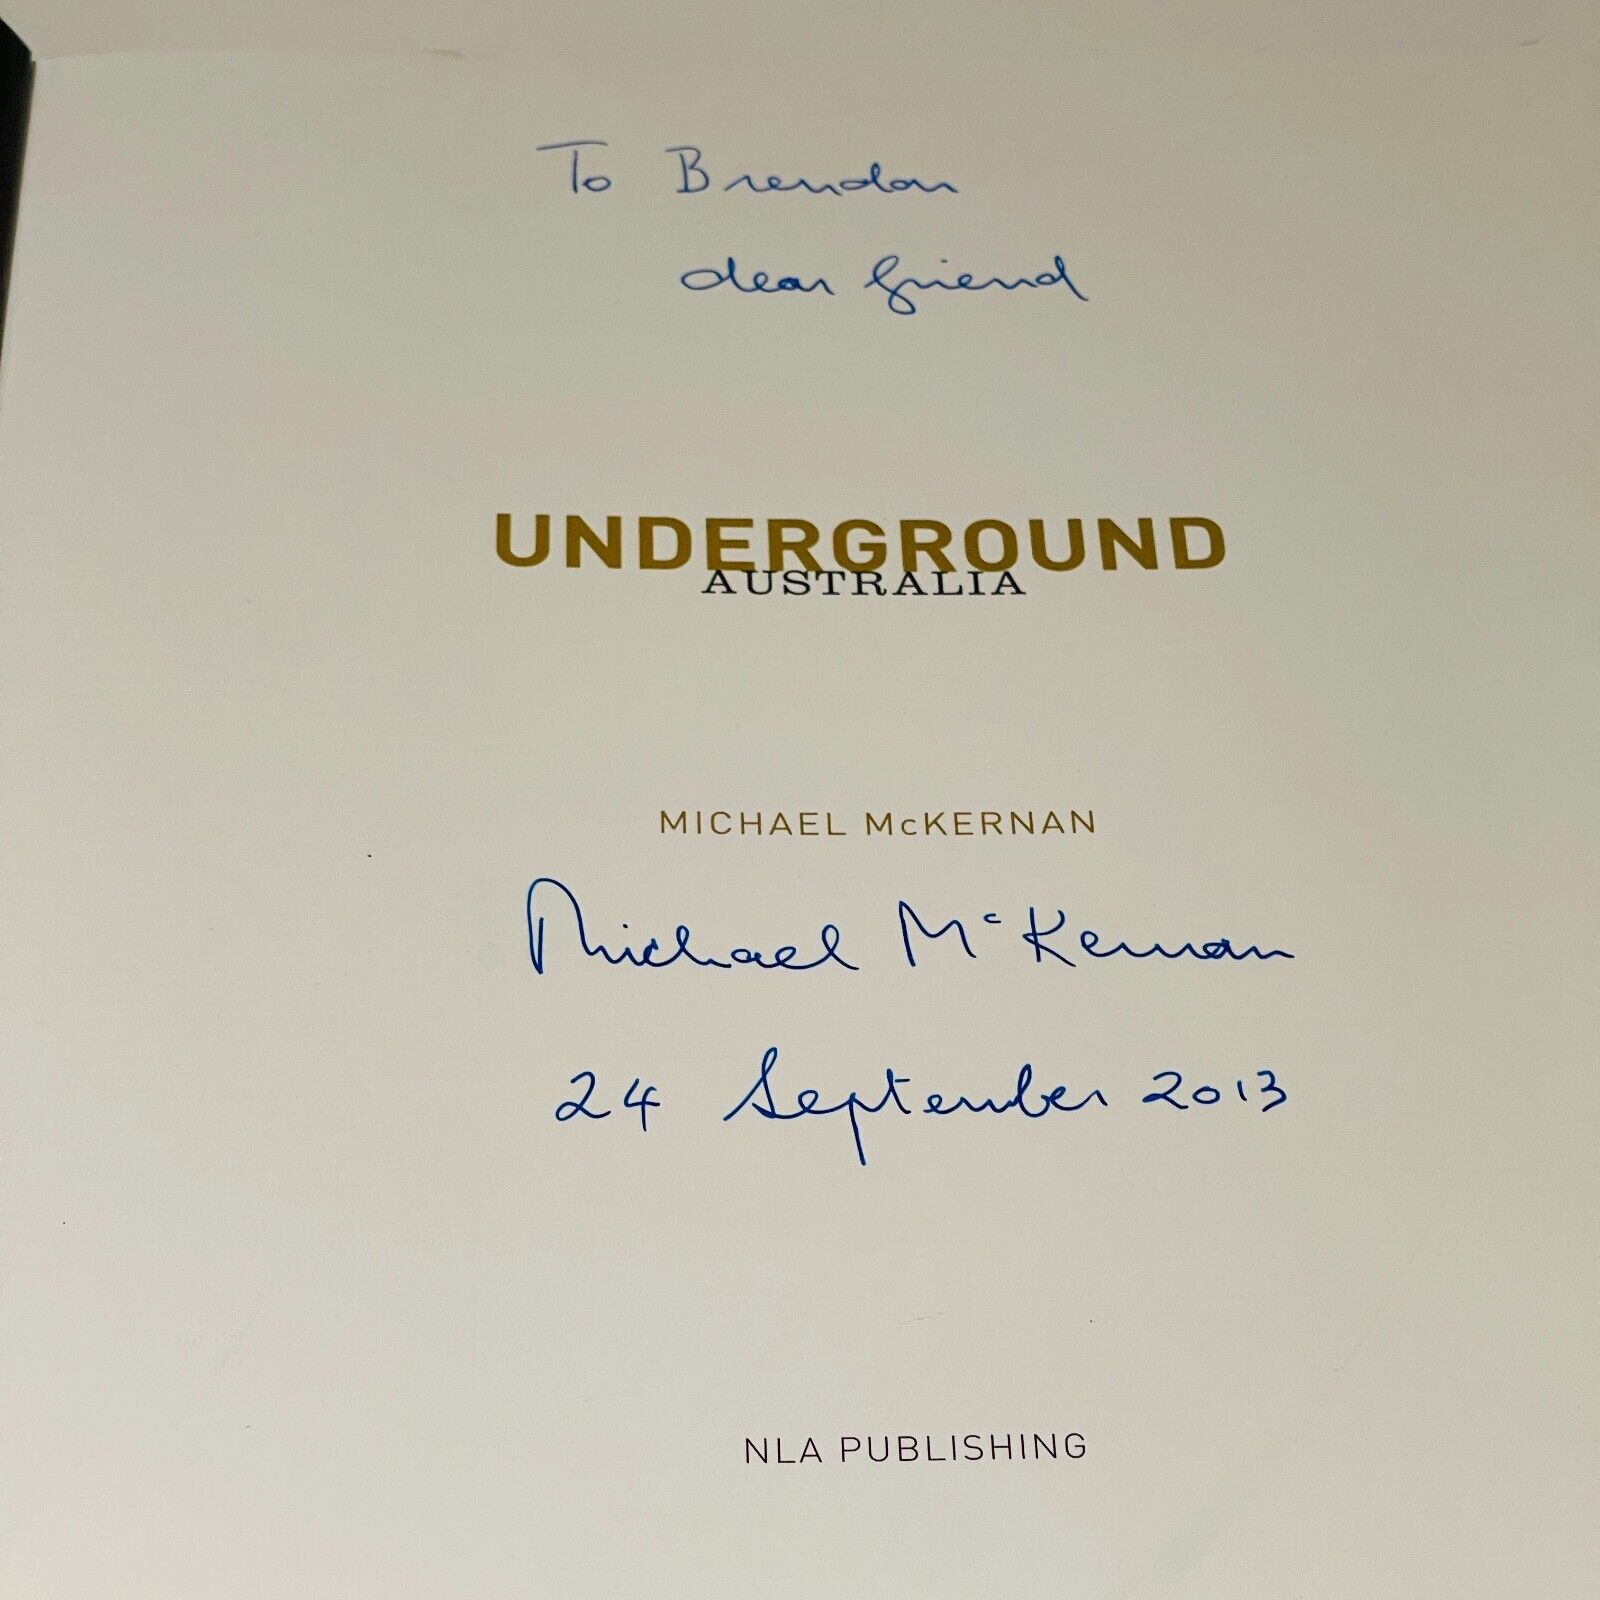 To Brendan
dear friend
UNDERGROUND
AUSTRALIA
MICHAEL McKERNAN
Michael McKernan
24 September 2013
NLA PUBLISHING